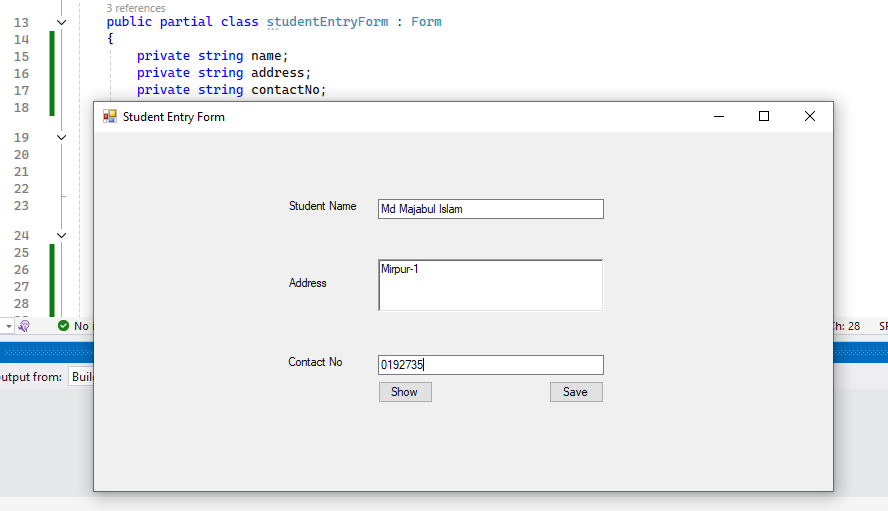 3 references
13 public partial class studentEntryForm : Form
14 {
15 private string name;
16 private string address;
17 private string contactNo;
18
Student Entry Form
19
20
21
22
23
Student Name Md Majabul Islam
24
25
26
Address Mirpur-1
27
28
No
Ch: 28 SP
Contact No 0192735
utput from: Build
Show Save